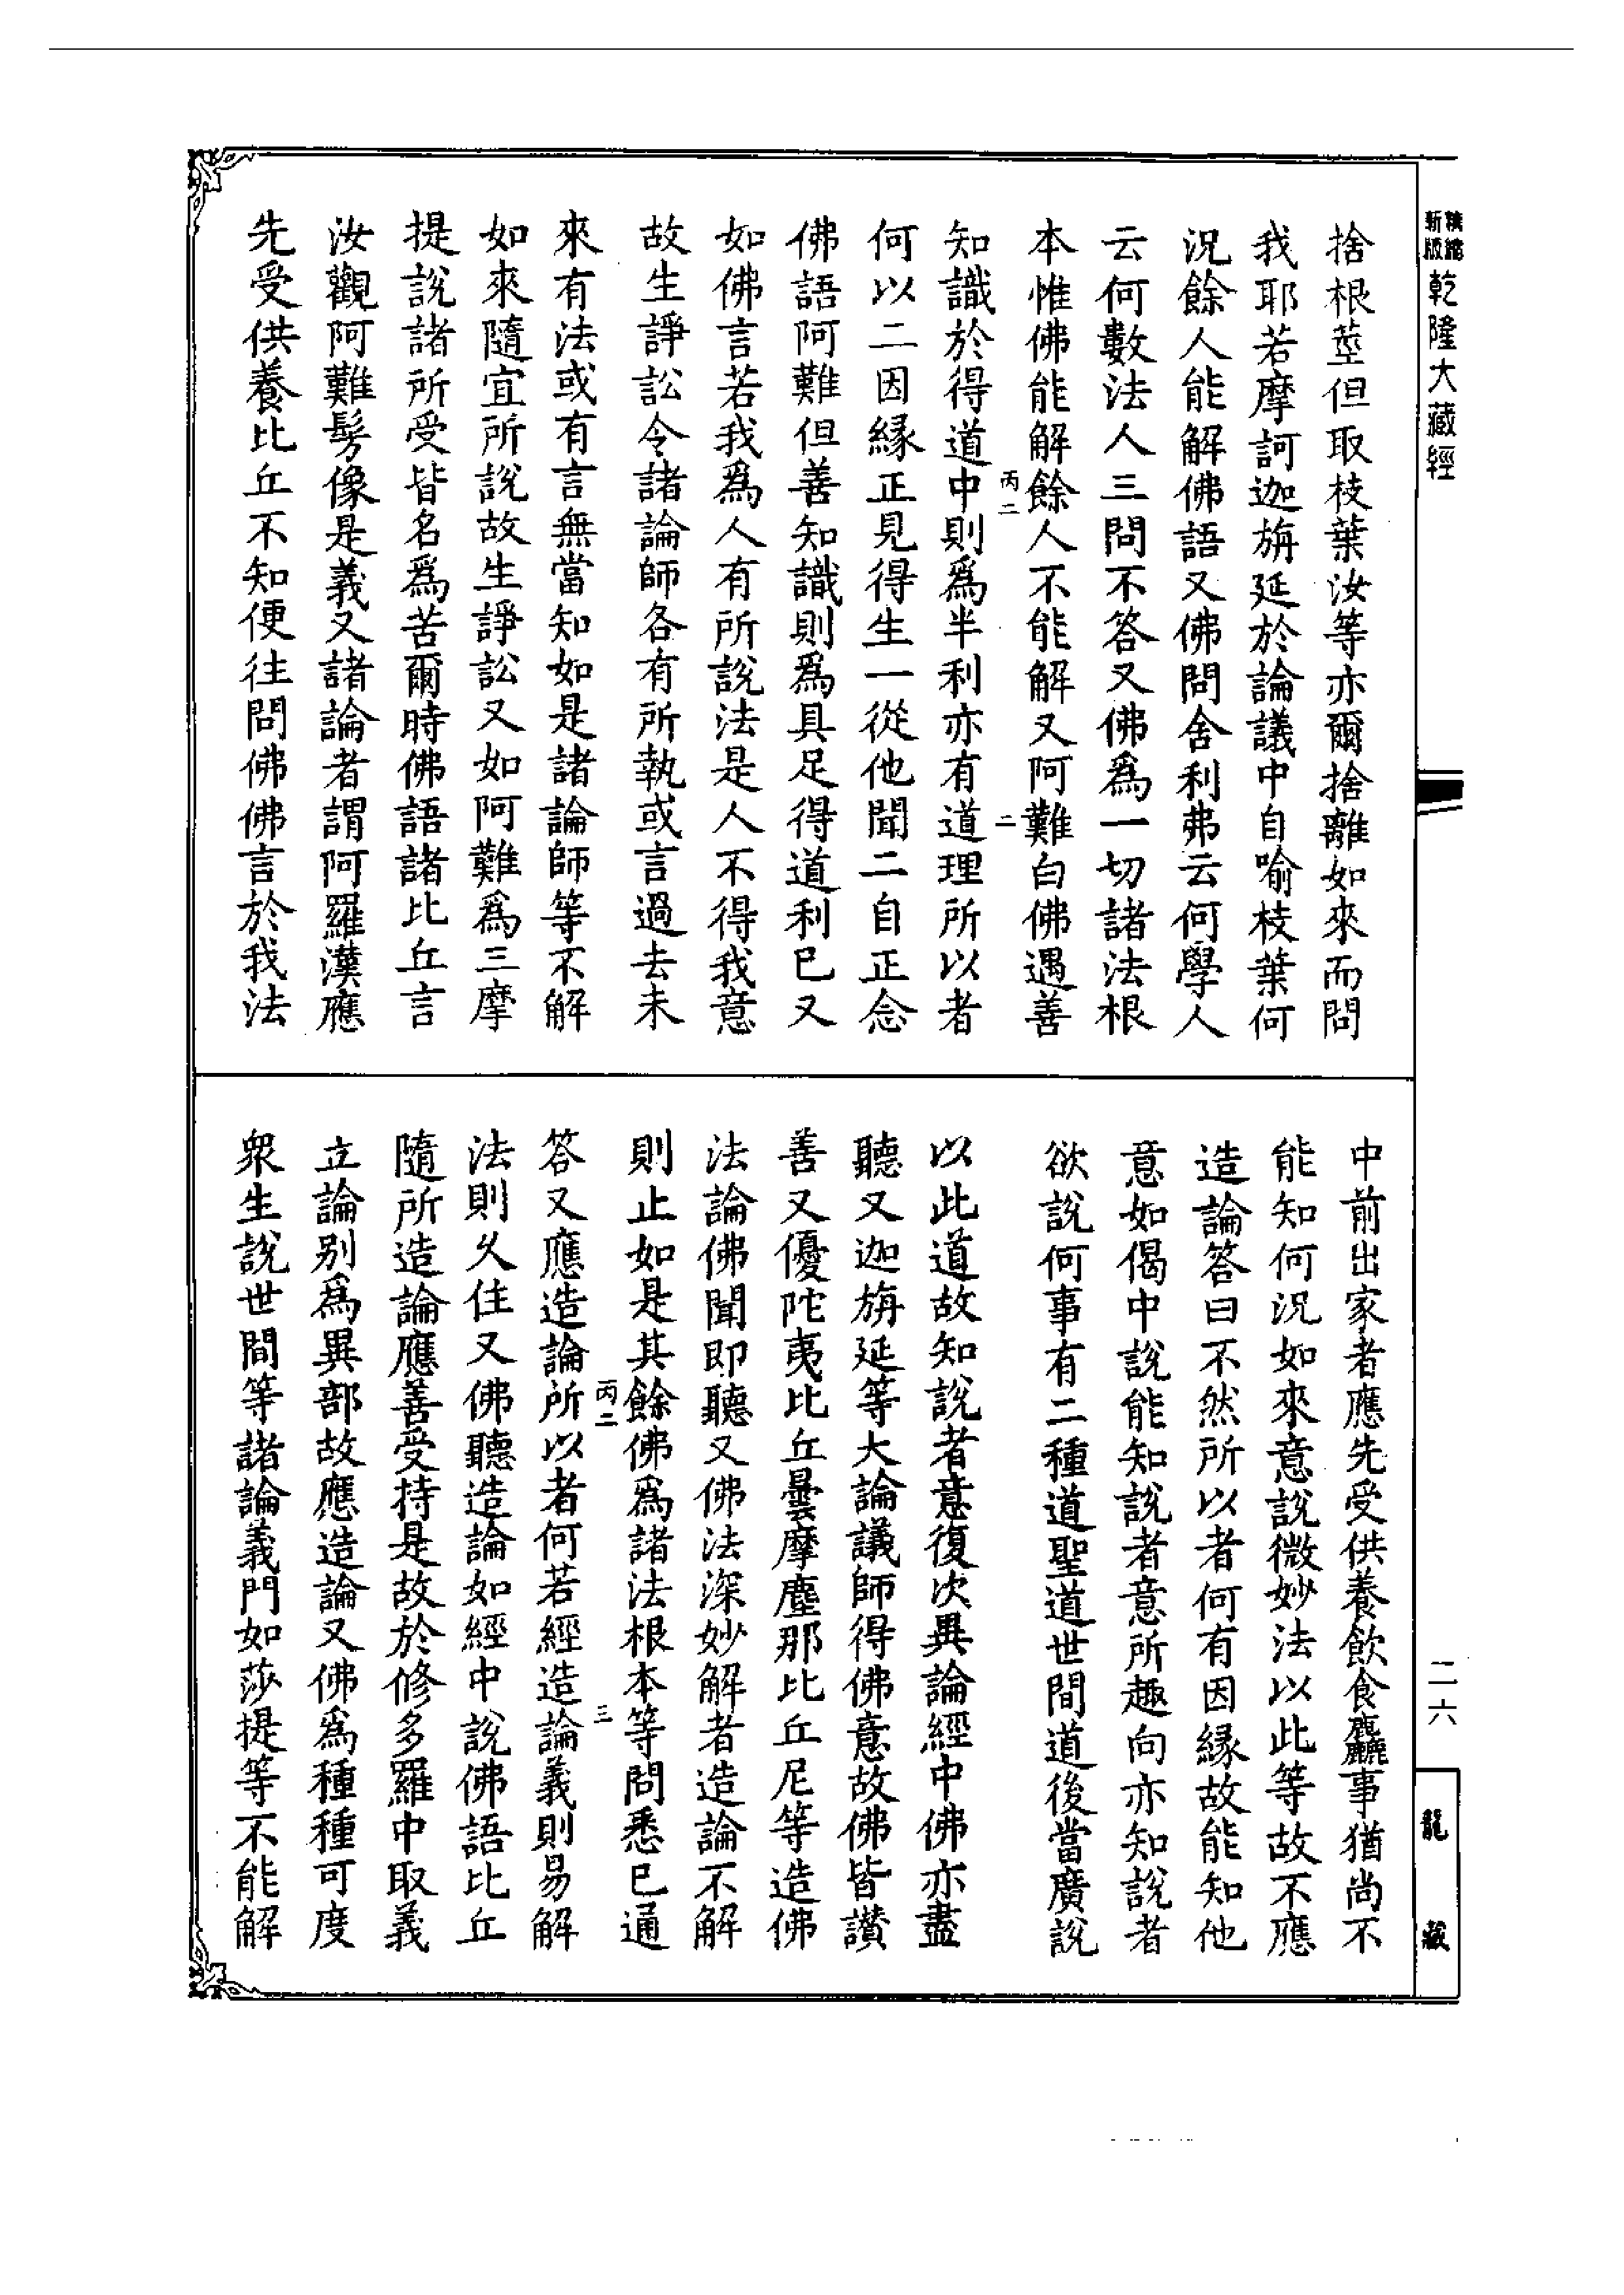 精縮新版 乾隆大藏經
捨根莖但取枝葉汝等亦爾捨離如來而問
我耶若摩訶迦旃延於論議中自喻枝葉何
況餘人能解佛語又佛問舍利弗云何學人
云何數法人三問不答又佛爲一切諸法根
本惟佛能解餘人不能解又阿難白佛遇善
丙二 二
知識於得道中則爲半利亦有道理所以者
何以二因緣正見得生一從他聞二自正念
佛語阿難但善知識則爲具足得道利已又
如佛言若我爲人有所說法是人不得我意
故生諍訟令諸論師各有所執或言過去未
來有法或有言無當知如是諸論師等不解
如來隨宜所說故生諍訟又如阿難爲三摩
提說諸所受皆名爲苦爾時佛語諸比丘言
汝觀阿難髣像是義又諸論者謂阿羅漢應
先受供養比丘不知便往問佛佛言於我法
中前出家者應先受供養飲食麤事猶尚不
能知何況如來意說微妙法以此等故不應
造論答曰不然所以者何有因緣故能知他
意如偈中說能知說者意所趣向亦知說者
欲說何事有二種道聖道世間道後當廣說
以此道故知說者意復次異論經中佛亦盡
聽又迦旃延等大論議師得佛意故佛皆讚
善又優陀夷比丘曇摩塵那比丘尼等造佛
法論佛聞即聽又佛法深妙解者造論不解
則止如是其餘佛爲諸法根本等問悉已通
丙二 三
答又應造論所以者何若經造論義則易解
法則久住又佛聽造論如經中說佛語比丘
隨所造論應善受持是故於修多羅中取義
立論別爲異部故應造論又佛爲種種可度
衆生說世間等諸論義門如莎提等不能解
二六
龍藏